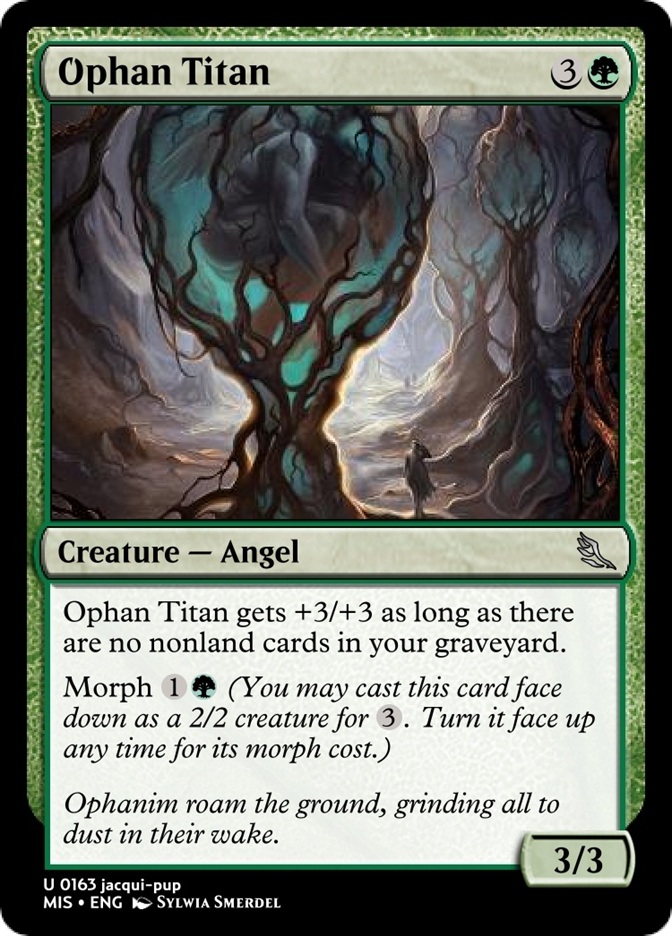 Ophan Titan 3
Creature — Angel
Ophan Titan gets +3/+3 as long as there
are no nonland cards in your graveyard.
Morph 1 (You may cast this card face
down as a 2/2 creature for 3. Turn it face up
any time for its morph cost.)
Ophanim roam the ground, grinding all to
dust in their wake.
3/3
U 0163 jacqui-pup
MIS • ENG Sylwia Smerdel